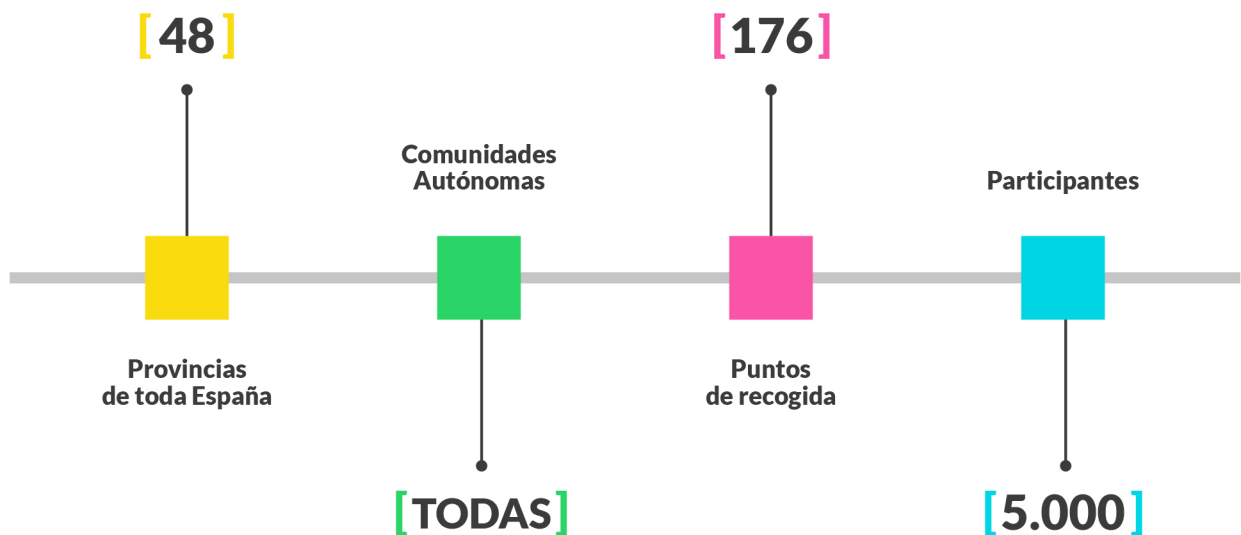 [48]
Provincias
de toda España
Comunidades
Autónomas
[TODAS]
[176]
Puntos
de recogida
Participantes
[5.000]